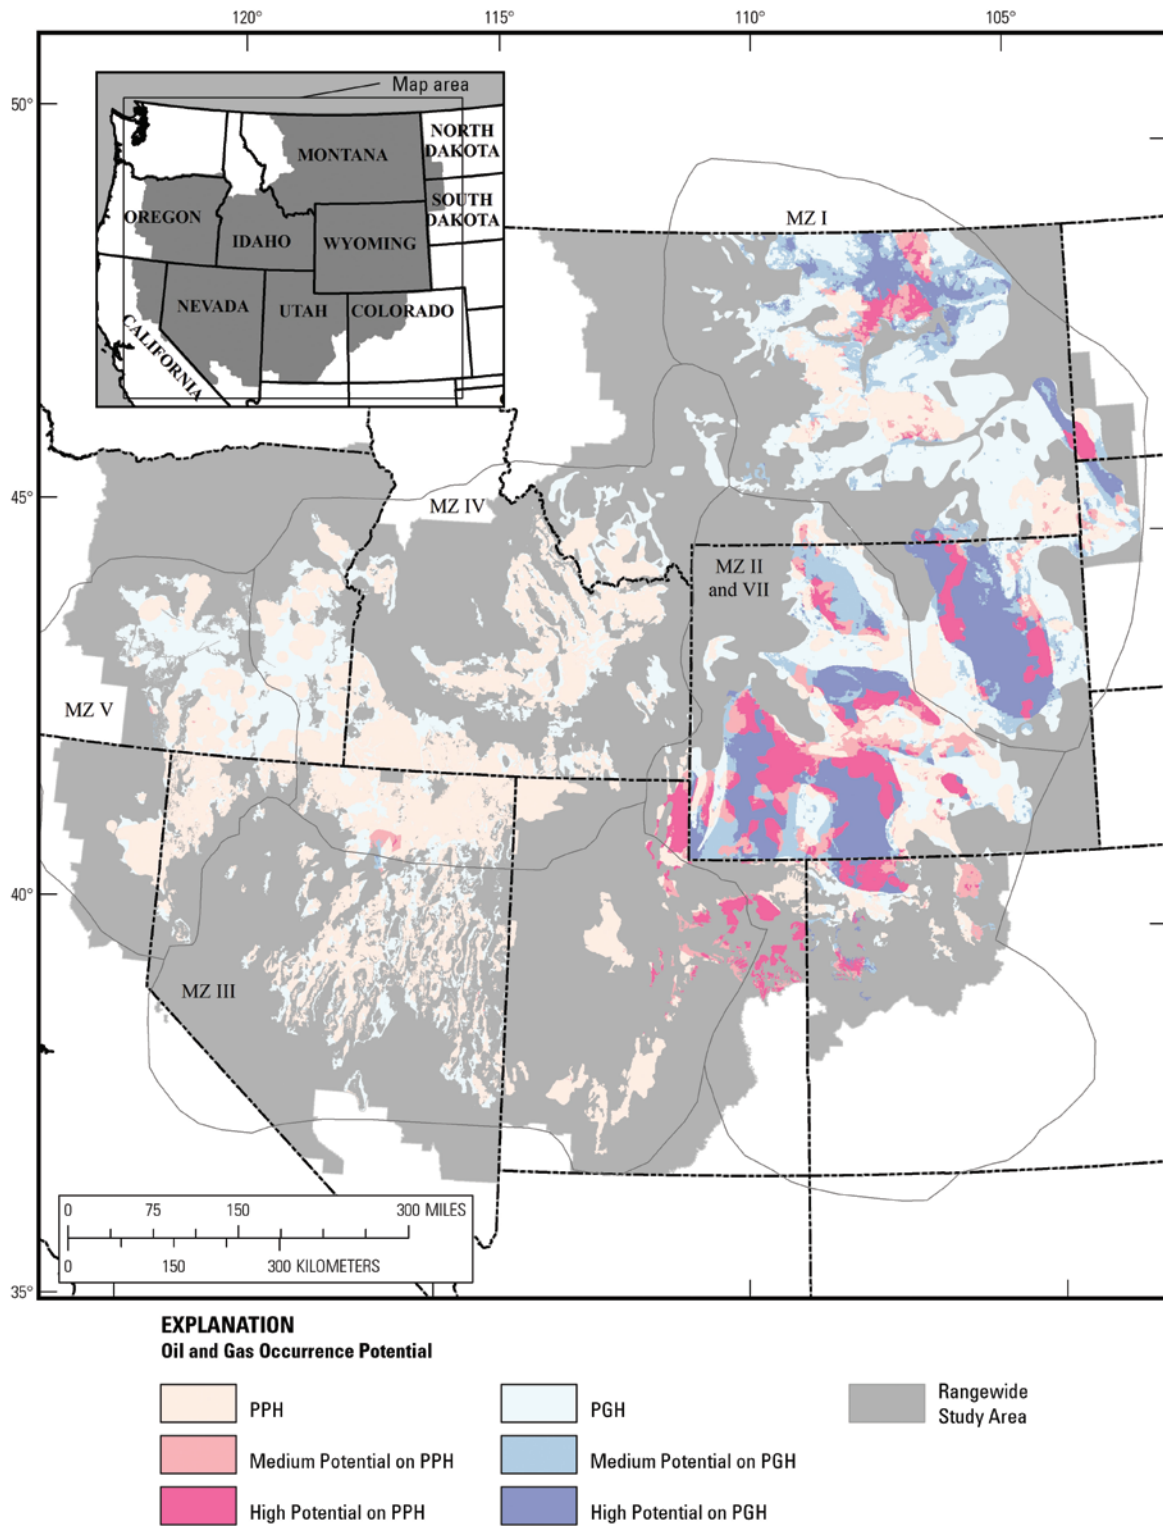 120° 115° 110° 105°
50°
45°
40°
35°
Map area
NORTH
DAKOTA
MONTANA
SOUTH
DAKOTA
OREGON
IDAHO
WYOMING
NEVADA
UTAH
COLORADO
CALIFORNIA
MZ I
MZ IV
MZ II
and VII
MZ V
MZ III
0 75 150 300 MILES
0 150 300 KILOMETERS
EXPLANATION
Oil and Gas Occurrence Potential
PPH
Medium Potential on PPH
High Potential on PPH
PGH
Medium Potential on PGH
High Potential on PGH
Rangewide
Study Area